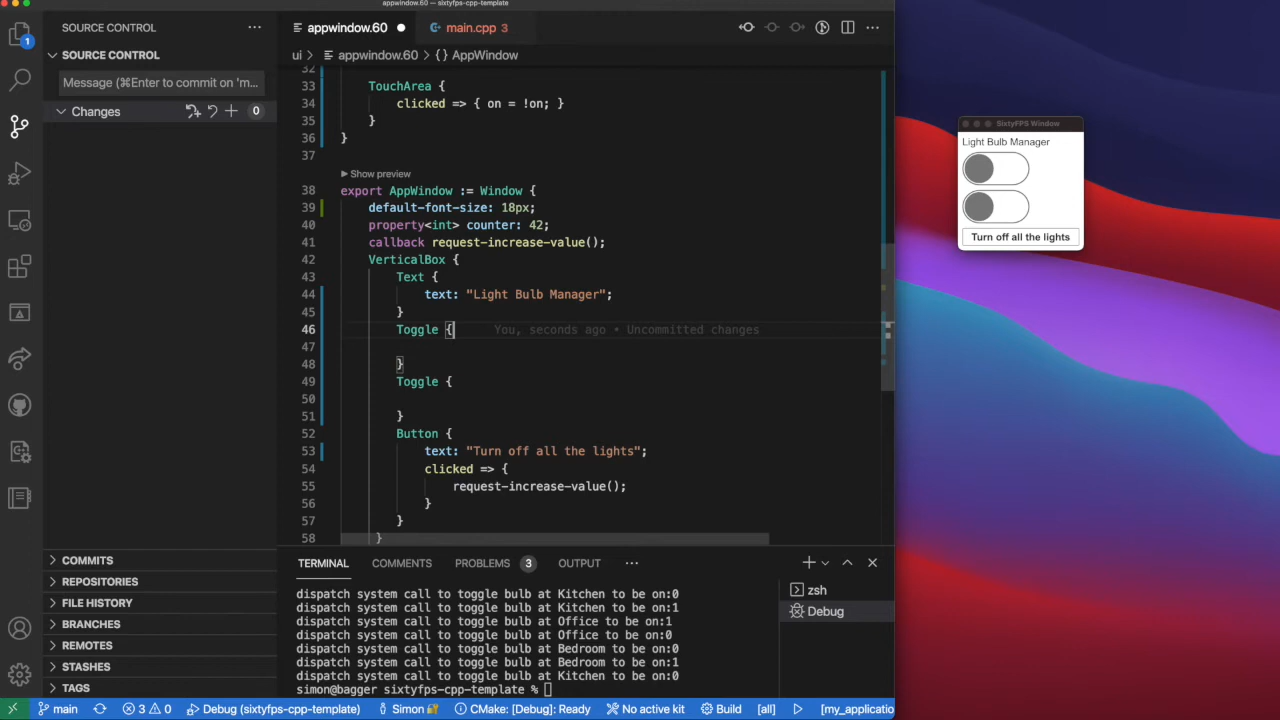 appwindow.60 — sixtyfps-cpp-template
SOURCE CONTROL
SOURCE CONTROL
Message (⌘Enter to commit on 'm...
Changes
0
1
appwindow.60
main.cpp 3
ui > appwindow.60 > {} AppWindow
32
33 TouchArea {
34 clicked => { on = !on; }
35 }
36 }
37
Show preview
38 export AppWindow := Window {
39 default-font-size: 18px;
40 property<int> counter: 42;
41 callback request-increase-value();
42 VerticalBox {
43 Text {
44 text: "Light Bulb Manager";
45 }
46 Toggle { You, seconds ago • Uncommitted changes
47
48 }
49 Toggle {
50
51 }
52 Button {
53 text: "Turn off all the lights";
54 clicked => {
55 request-increase-value();
56 }
57 }
58 }
COMMITS
REPOSITORIES
FILE HISTORY
BRANCHES
REMOTES
STASHES
TAGS
TERMINAL COMMENTS PROBLEMS 3 OUTPUT
dispatch system call to toggle bulb at Kitchen to be on:0
dispatch system call to toggle bulb at Kitchen to be on:1
dispatch system call to toggle bulb at Office to be on:1
dispatch system call to toggle bulb at Office to be on:0
dispatch system call to toggle bulb at Bedroom to be on:0
dispatch system call to toggle bulb at Bedroom to be on:1
dispatch system call to toggle bulb at Kitchen to be on:0
simon@bagger sixtyfps-cpp-template %
zsh
Debug
main 3 0 Debug (sixtyfps-cpp-template) Simon CMake: [Debug]: Ready No active kit Build [all] [my_applicatio
SixtyFPS Window
Light Bulb Manager
Turn off all the lights